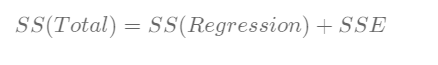 SS(Total) = SS(Regression) + SSE